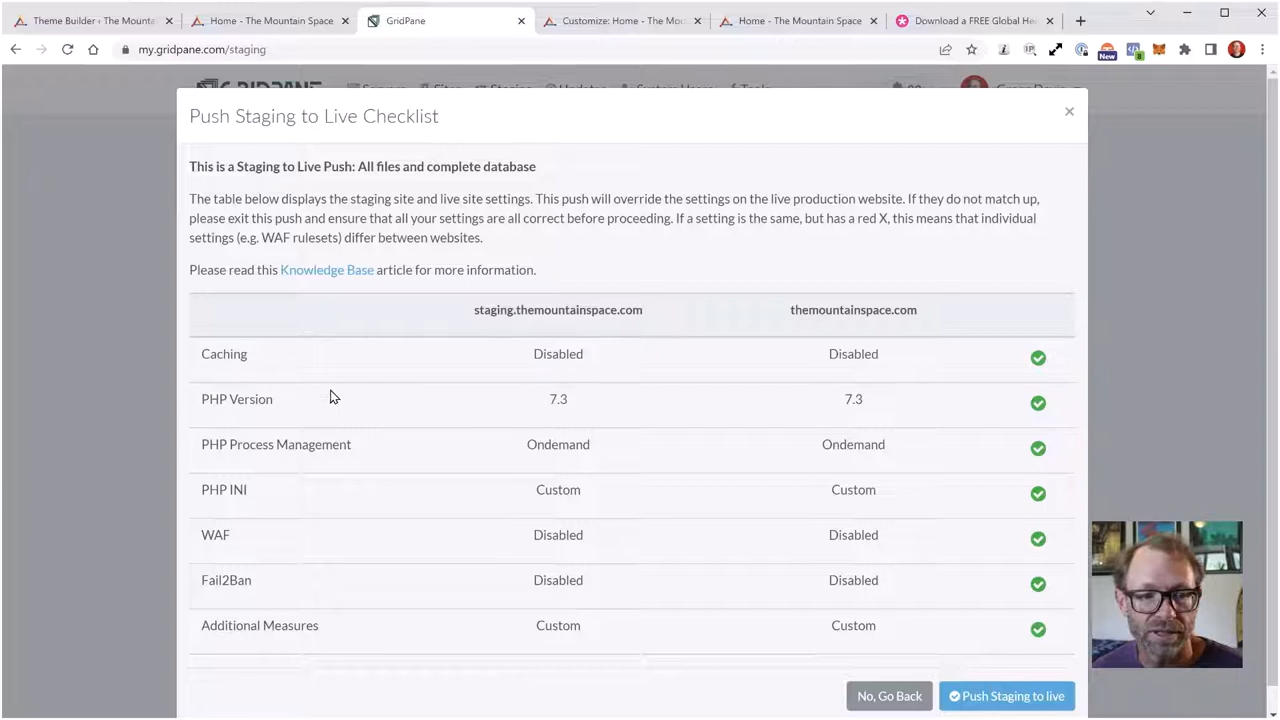 Theme Builder ‹ The Mounta
Home - The Mountain Space
GridPane
Customize: Home - The Mou
Home - The Mountain Space
Download a FREE Global He
my.gridpane.com/staging
New
8
Push Staging to Live Checklist
This is a Staging to Live Push: All files and complete database
The table below displays the staging site and live site settings. This push will override the settings on the live production website. If they do not match up,
please exit this push and ensure that all your settings are all correct before proceeding. If a setting is the same, but has a red X, this means that individual
settings (e.g. WAF rulesets) differ between websites.
Please read this Knowledge Base article for more information.
staging.themountainspace.com themountainspace.com
Caching Disabled Disabled
PHP Version 7.3 7.3
PHP Process Management Ondemand Ondemand
PHP INI Custom Custom
WAF Disabled Disabled
Fail2Ban Disabled Disabled
Additional Measures Custom Custom
No, Go Back Push Staging to live